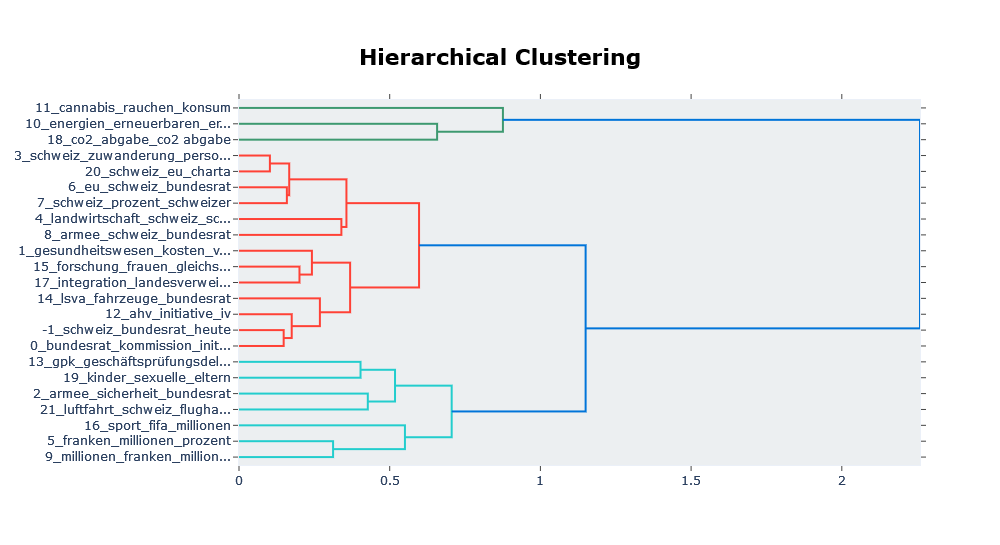 Hierarchical Clustering
11_cannabis_rauchen_konsum
10_energien_erneuerbaren_er...
18_co2_abgabe_co2 abgabe
3_schweiz_zuwanderung_perso...
20_schweiz_eu_charta
6_eu_schweiz_bundesrat
7_schweiz_prozent_schweizer
4_landwirtschaft_schweiz_sc...
8_armee_schweiz_bundesrat
1_gesundheitswesen_kosten_v...
15_forschung_frauen_gleichs...
17_integration_landesverwei...
14_lsva_fahrzeuge_bundesrat
12_ahv_initiative_iv
-1_schweiz_bundesrat_heute
0_bundesrat_kommission_init...
13_gpk_geschäftsprüfungsdel...
19_kinder_sexuelle_eltern
2_armee_sicherheit_bundesrat
21_luftfahrt_schweiz_flugha...
16_sport_fifa_millionen
5_franken_millionen_prozent
9_millionen_franken_million...
0 0.5 1 1.5 2